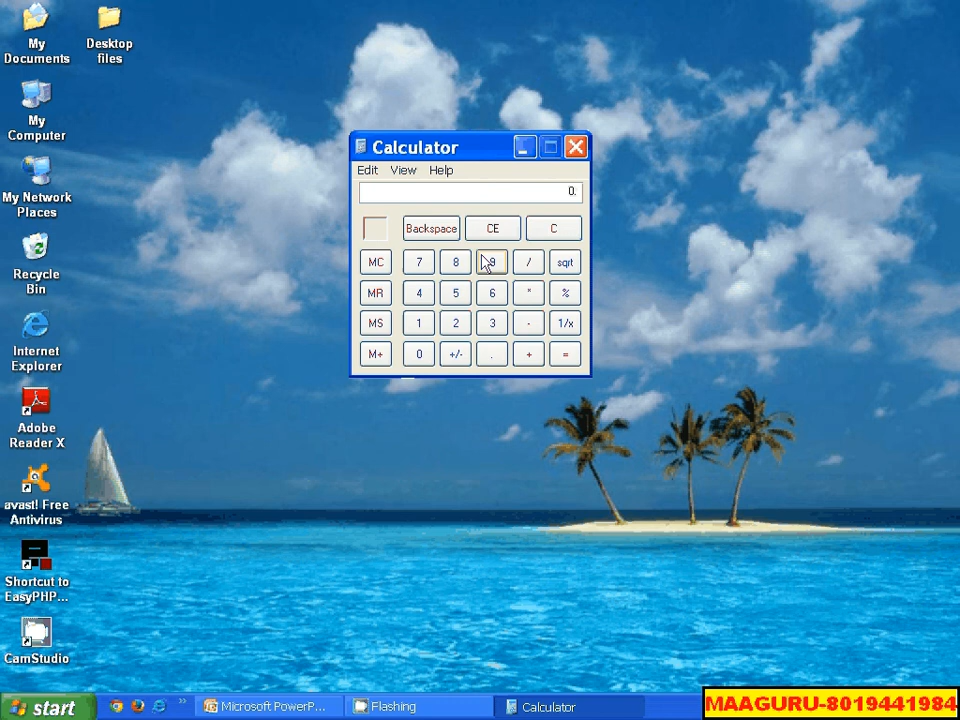 My
Documents
Desktop
files
My
Computer
My Network
Places
Recycle
Bin
Internet
Explorer
Adobe
Reader X
avast! Free
Antivirus
Shortcut to
EasyPHP...
CamStudio
Calculator
Edit View Help
0.
Backspace CE C
MC 7 8 9 / sqrt
MR 4 5 6 * %
MS 1 2 3 - 1/x
M+ 0 +/- . + =
start
Microsoft PowerP...
Flashing
Calculator
MAAGURU-8019441984